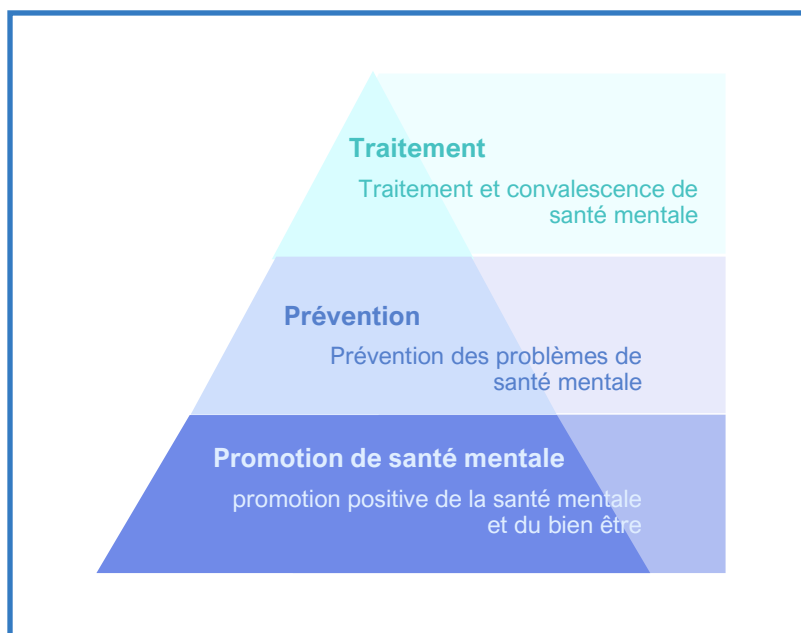 Traitement
Traitement et convalescence de
santé mentale
Prévention
Prévention des problèmes de
santé mentale
Promotion de santé mentale
promotion positive de la santé mentale
et du bien être